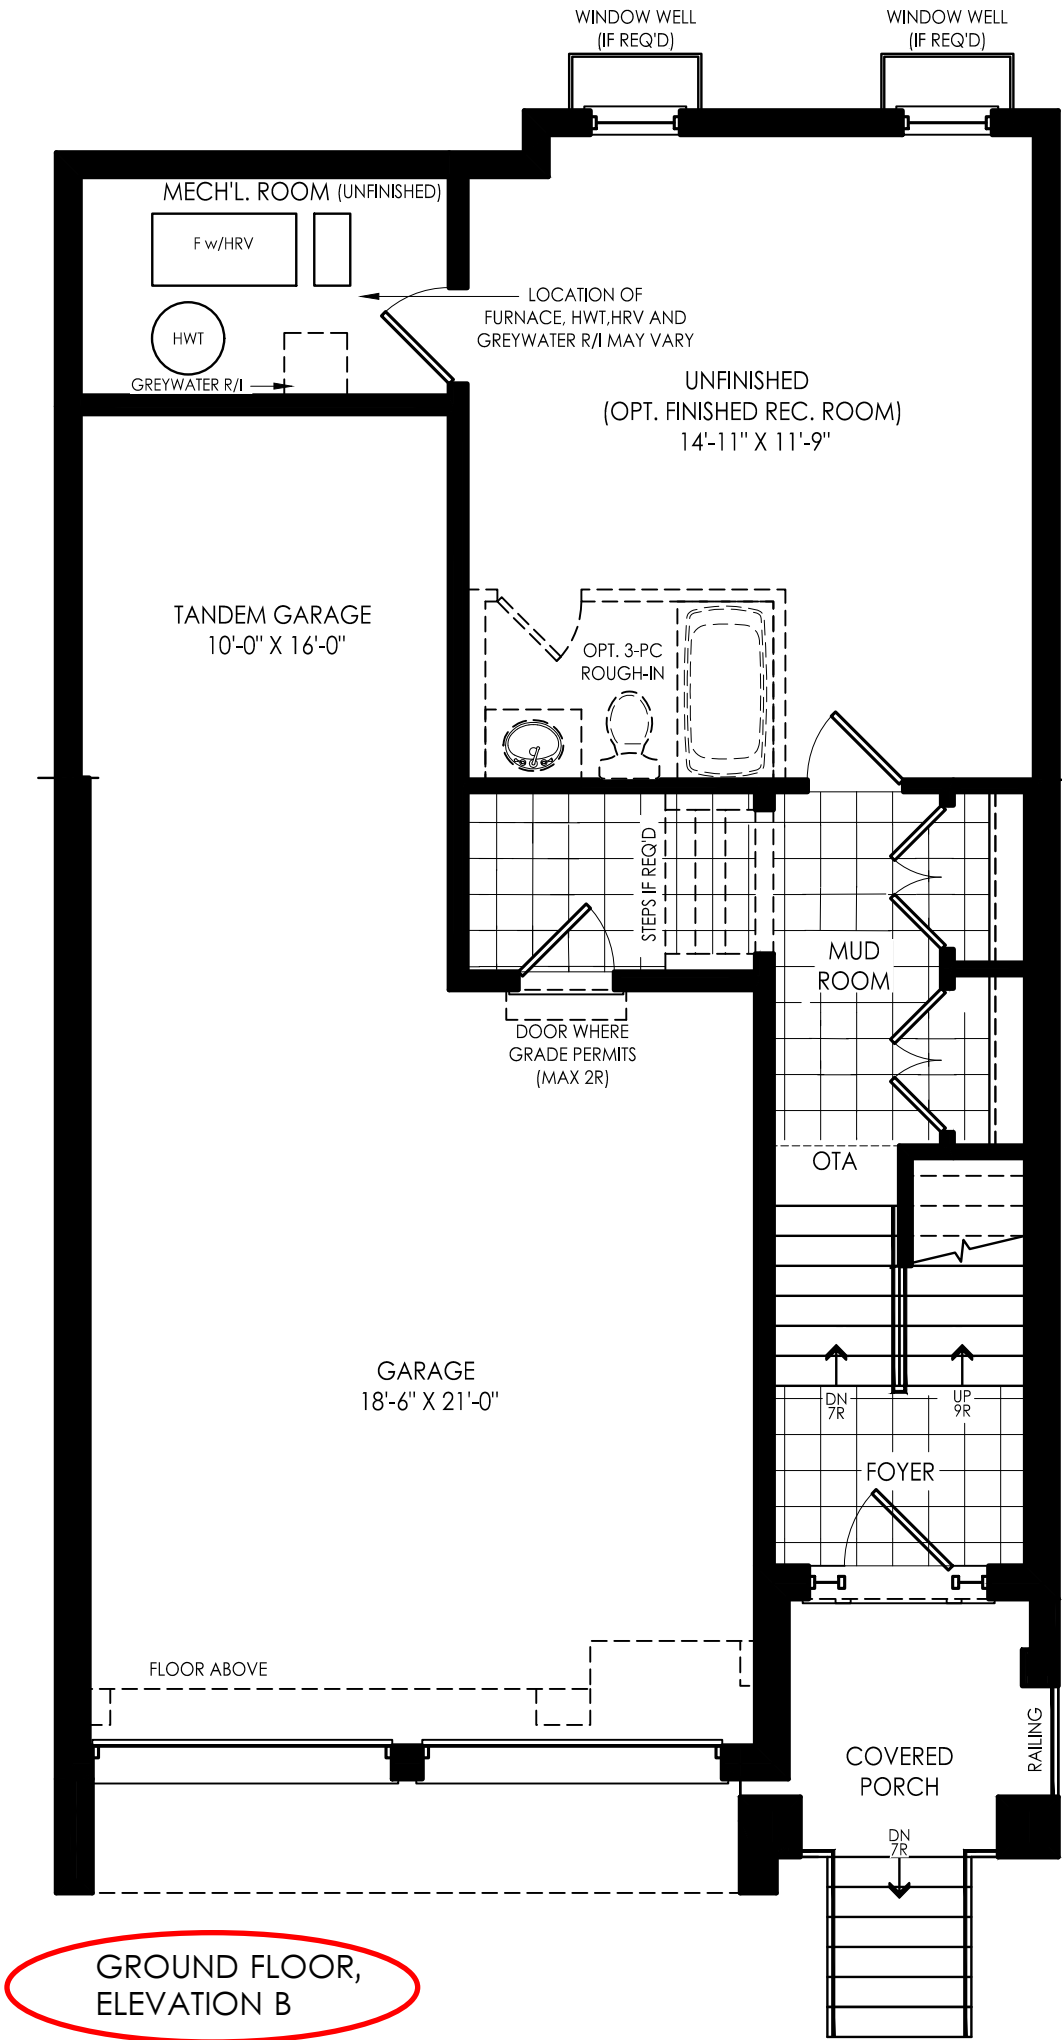 WINDOW WELL
(IF REQ'D)
WINDOW WELL
(IF REQ'D)
MECH'L. ROOM (UNFINISHED)
F w/HRV
HWT
GREYWATER R/I
LOCATION OF
FURNACE, HWT,HRV AND
GREYWATER R/I MAY VARY
UNFINISHED
(OPT. FINISHED REC. ROOM)
14'-11" X 11'-9"
TANDEM GARAGE
10'-0" X 16'-0"
OPT. 3-PC
ROUGH-IN
STEPS IF REQ'D
MUD
ROOM
DOOR WHERE
GRADE PERMITS
(MAX 2R)
OTA
GARAGE
18'-6" X 21'-0"
DN
7R
UP
9R
FOYER
FLOOR ABOVE
RAILING
COVERED
PORCH
DN
7R
GROUND FLOOR,
ELEVATION B